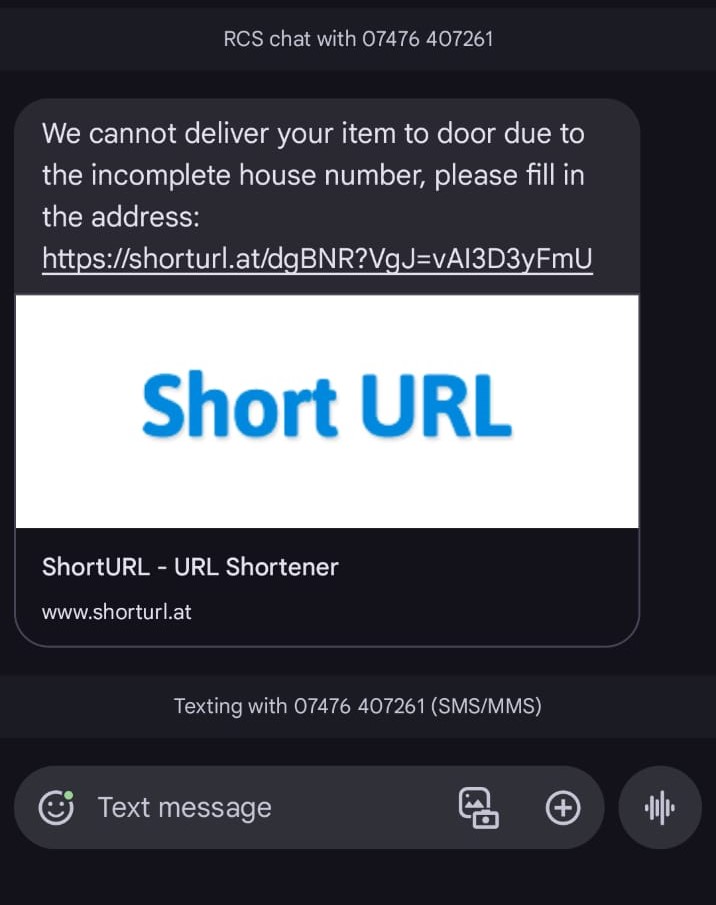 RCS chat with 07476 407261
We cannot deliver your item to door due to
the incomplete house number, please fill in
the address:
https://shorturl.at/dgBNR?VgJ=vAI3D3yFmU
Short URL
ShortURL - URL Shortener
www.shorturl.at
Texting with 07476 407261 (SMS/MMS)
Text message